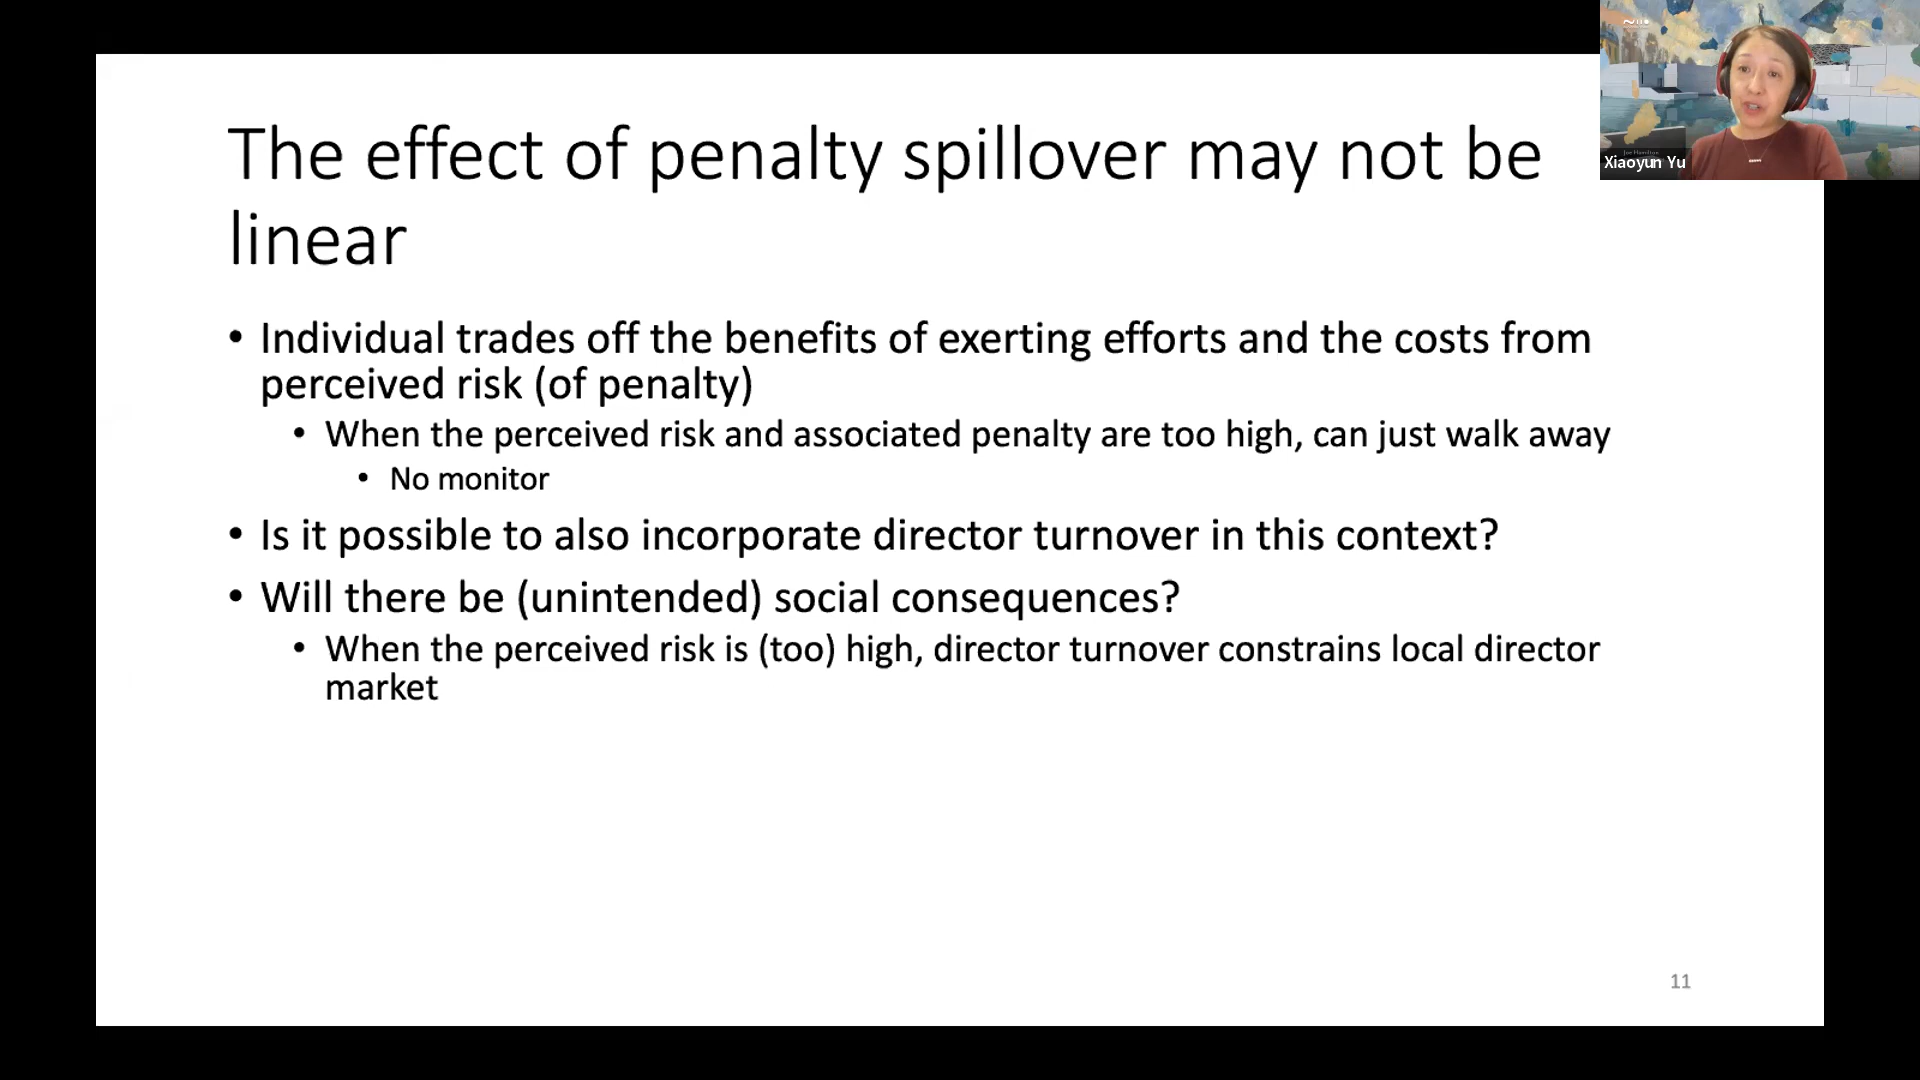 The effect of penalty spillover may not be
linear
• Individual trades off the benefits of exerting efforts and the costs from
perceived risk (of penalty)
• When the perceived risk and associated penalty are too high, can just walk away
• No monitor
• Is it possible to also incorporate director turnover in this context?
• Will there be (unintended) social consequences?
• When the perceived risk is (too) high, director turnover constrains local director
market
11
Xiaoyun Yu